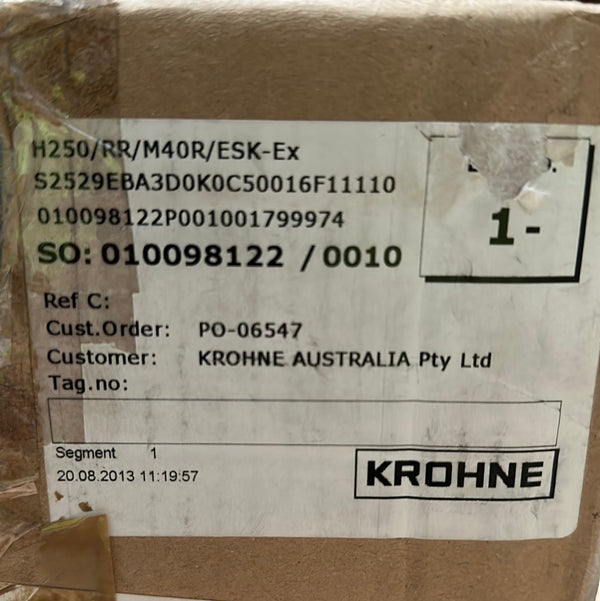 H250/RR/M40R/ESK-Ex
S2529EBA3D0K0C50016F11110
010098122P001001799974
SO: 010098122 / 0010
1-
Ref C:
Cust.Order: PO-06547
Customer: KROHNE AUSTRALIA Pty Ltd
Tag.no:
Segment 1
20.08.2013 11:19:57
KROHNE